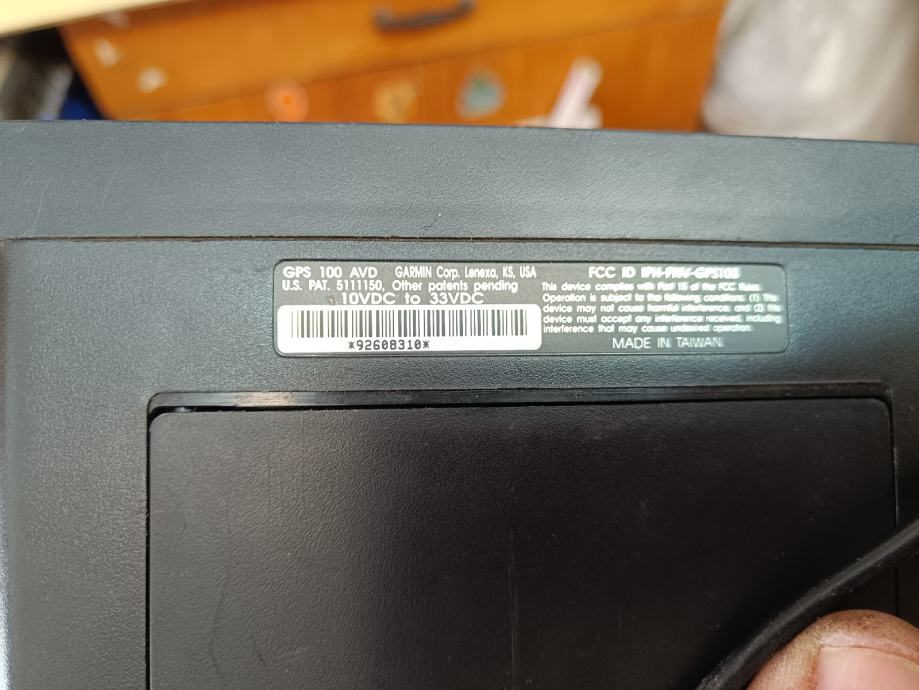 GPS 100 AVD GARMIN Corp. Lenexa, KS, USA
U.S. PAT. 5111150, Other patents pending
10VDC to 33VDC
*92608310*
FCC ID IPH-PNV-GPS100
This device complies with Part 15 of the FCC Rules.
Operation is subject to the following conditions: (1) This
device may not cause harmful interference, and (2) this
device must accept any interference received, including
interference that may cause undesired operation.
MADE IN TAIWAN